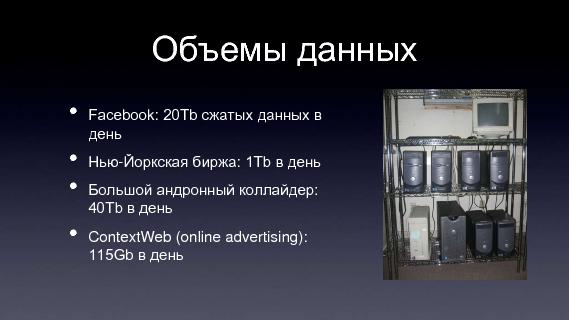 Объемы данных
• Facebook: 20Tb сжатых данных в
день
• Нью-Йоркская биржа: 1Tb в день
• Большой андронный коллайдер:
40Tb в день
• ContextWeb (online advertising):
115Gb в день